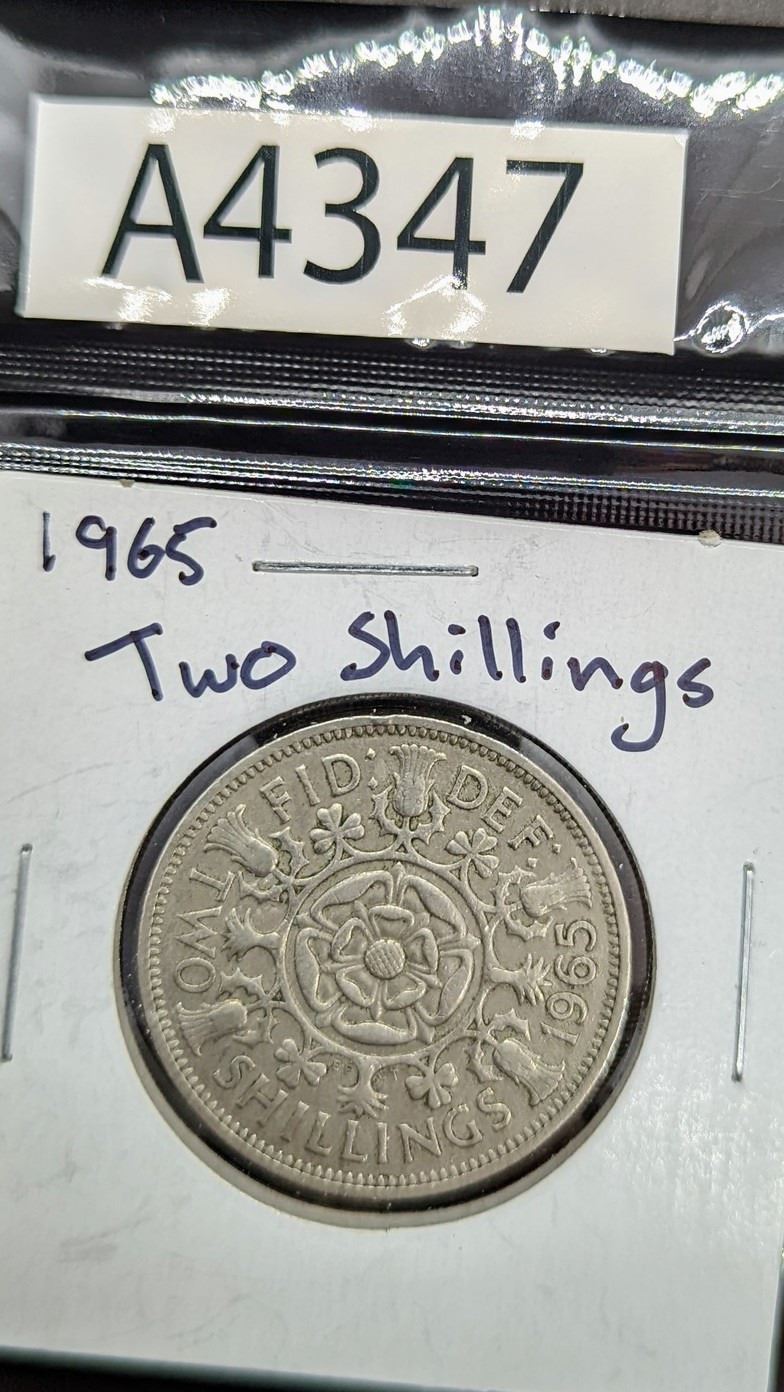 A4347
1965
Two Shillings
FID: DEF:
1965
TWO SHILLINGS